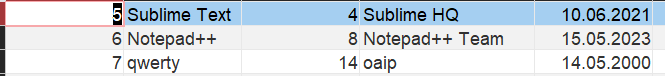 5 Sublime Text 4 Sublime HQ 10.06.2021
6 Notepad++ 8 Notepad++ Team 15.05.2023
7 qwerty 14 oaip 14.05.2000